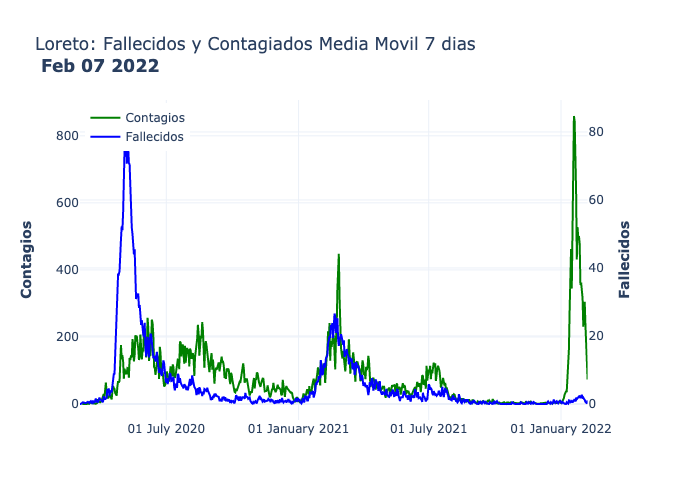 Loreto: Fallecidos y Contagiados Media Movil 7 dias
Feb 07 2022
Contagios
Fallecidos
800
600
400
200
0
80
60
40
20
0
Contagios
Fallecidos
01 July 2020
01 January 2021
01 July 2021
01 January 2022